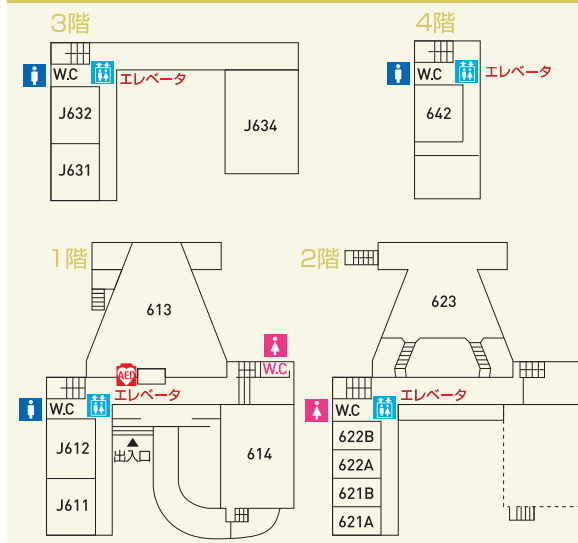 3階
W.C
エレベータ
J632
J631
J634
4階
W.C
エレベータ
642
1階
613
W.C
AED
エレベータ
W.C
J612
出入口
614
J611
2階
623
エレベータ
W.C
622B
622A
621B
621A